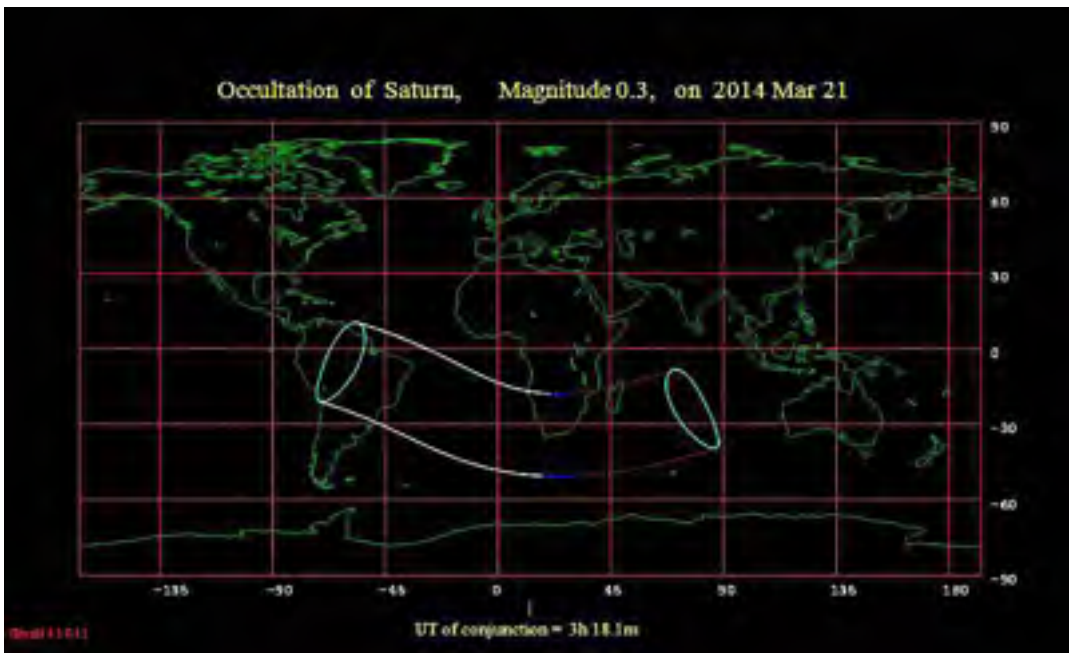 Occultation of Saturn, Magnitude 0.3, on 2014 Mar 21
90
60
30
0
-30
-60
-90
-135 -90 -45 0 45 90 135 180
UT of conjunction = 3h 18.1m